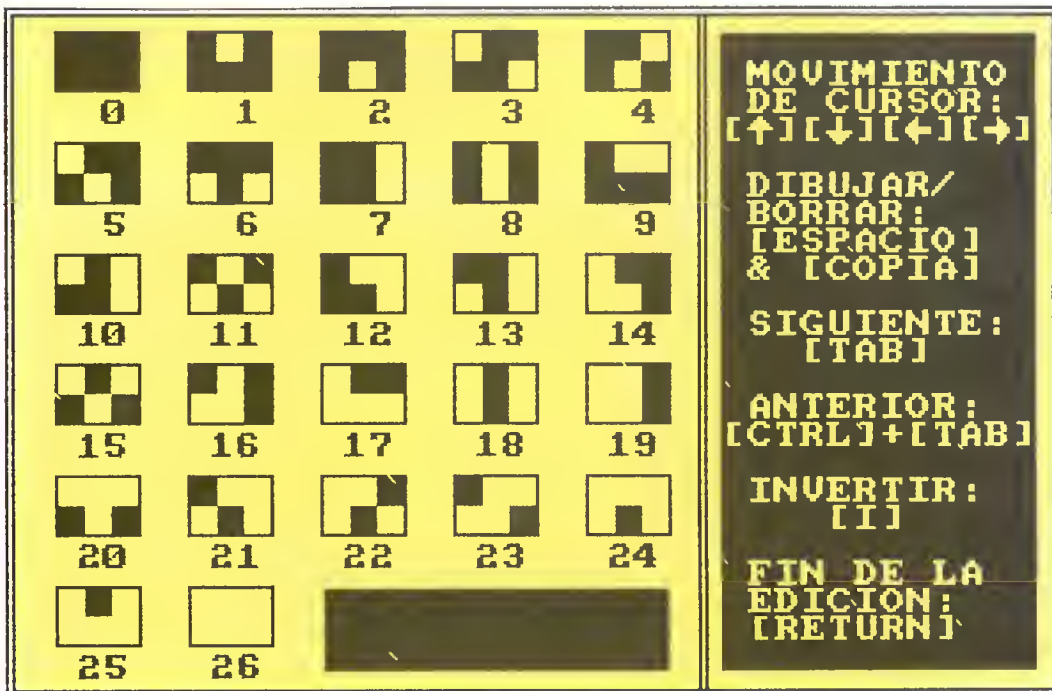 0 1 2 3 4
5 6 7 8 9
10 11 12 13 14
15 16 17 18 19
20 21 22 23 24
25 26
MOVIMIENTO
DE CURSOR:
[↑][↓][←][→]
DIBUJAR/
BORRAR:
[ESPACIO]
& [COPIA]
SIGUIENTE:
[TAB]
ANTERIOR:
[CTRL]+[TAB]
INVERTIR:
[I]
FIN DE LA
EDICION:
[RETURN]